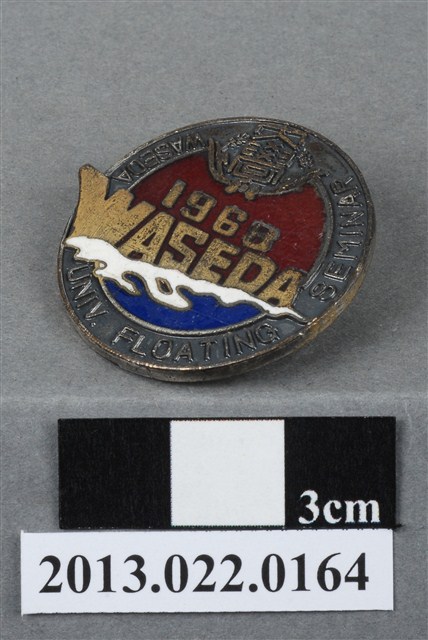 WASEDA UNIV. FLOATING SEMINAR
1968
WASEDA
3cm
2013.022.0164